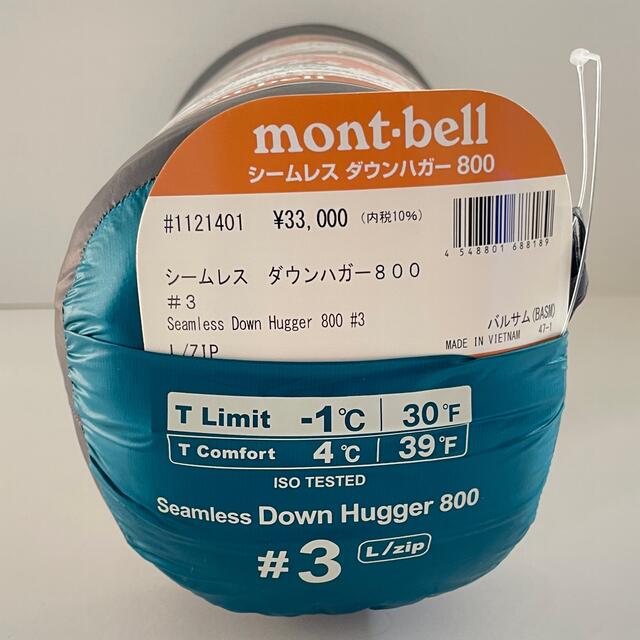 mont-bell
シームレス ダウンハガー 800
#1121401 ¥33,000 (内税10%)
4 548801 688189
シームレス ダウンハガー８００
＃３
Seamless Down Hugger 800 #3
バルサム(BASM)
L/ZIP
MADE IN VIETNAM 47-1
T Limit -1℃ 30°F
T Comfort 4℃ 39°F
ISO TESTED
Seamless Down Hugger 800
#3 L/zip